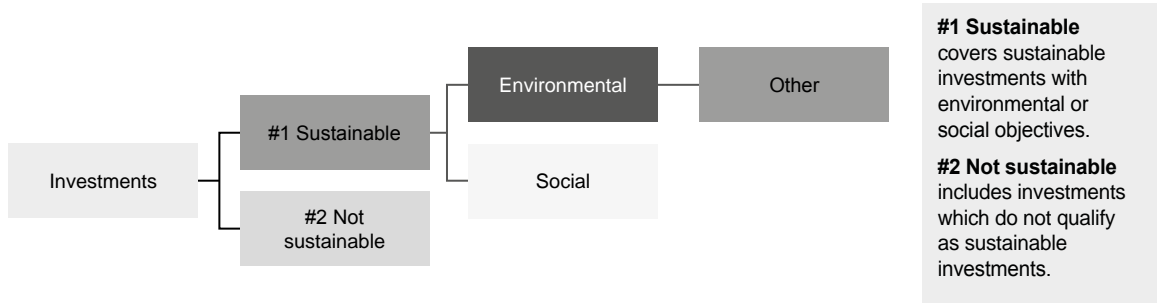 Investments
#1 Sustainable
#2 Not
sustainable
Environmental
Social
Other
#1 Sustainable
covers sustainable
investments with
environmental or
social objectives.
#2 Not sustainable
includes investments
which do not qualify
as sustainable
investments.